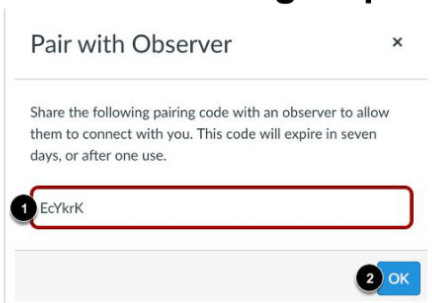 Pair with Observer ×
Share the following pairing code with an observer to allow
them to connect with you. This code will expire in seven
days, or after one use.
1 EcYkrK
2 OK